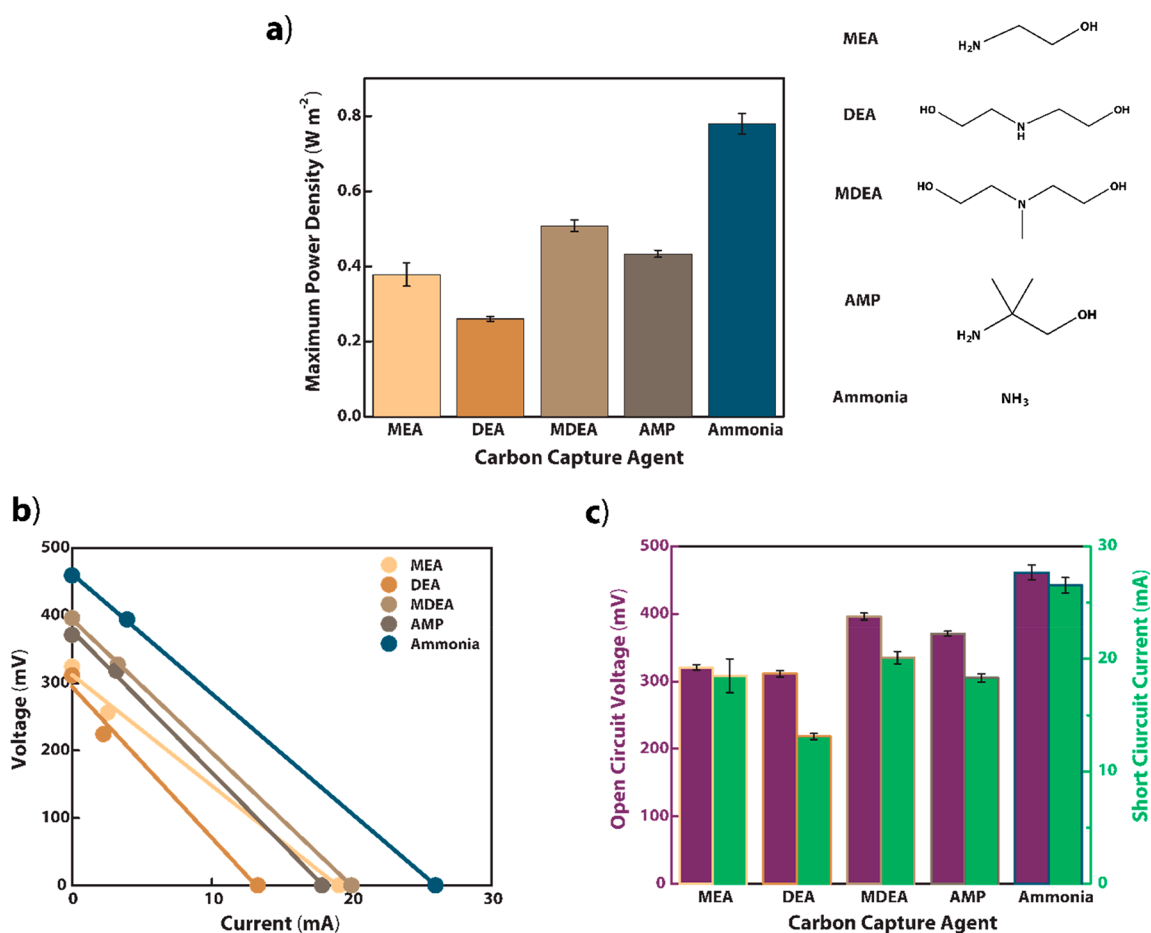 a)
Maximum Power Density (W m-2)
0.8
0.6
0.4
0.2
0.0
MEA DEA MDEA AMP Ammonia
Carbon Capture Agent
MEA
H2N OH
DEA
HO N H OH
MDEA
HO N OH
AMP
H2N OH
Ammonia NH3
b)
Voltage (mV)
500
400
300
200
100
0
0 10 20 30
Current (mA)
MEA
DEA
MDEA
AMP
Ammonia
c)
Open Circuit Voltage (mV)
500
400
300
200
100
0
30
20
10
0
Short Ciurcuit Current (mA)
MEA DEA MDEA AMP Ammonia
Carbon Capture Agent